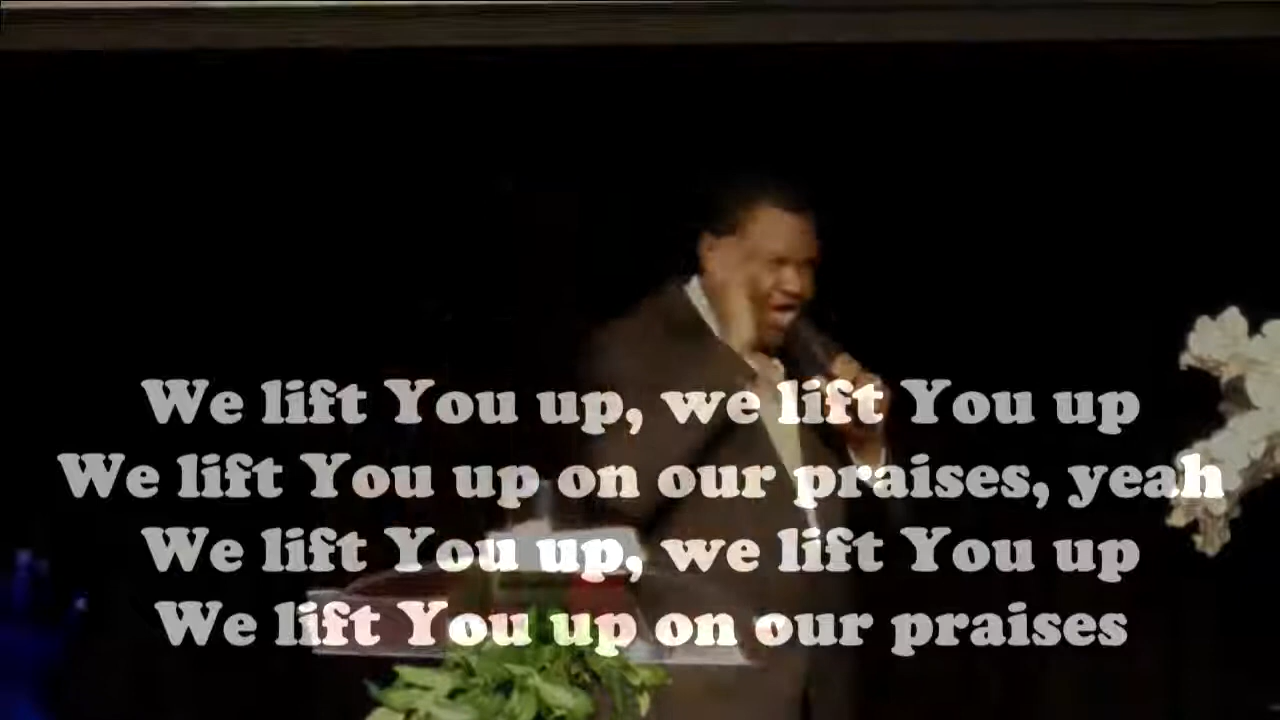 We lift You up, we lift You up
We lift You up on our praises, yeah
We lift You up, we lift You up
We lift You up on our praises